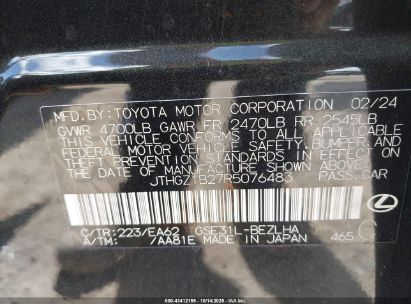 MFD.BY:TOYOTA MOTOR CORPORATION 02/24
GVWR 4700LB GAWR FR 2470LB RR 2545LB
THIS VEHICLE CONFORMS TO ALL APPLICABLE
FEDERAL MOTOR VEHICLE SAFETY, BUMPER, AND
THEFT PREVENTION STANDARDS IN EFFECT ON
THE DATE OF MANUFACTURE SHOWN ABOVE.
JTHGZ1B27R5076483 PASS.CAR
C/TR:223/EA62 GSE31L-BEZLHA
A/TM: /AA81E MADE IN JAPAN 465